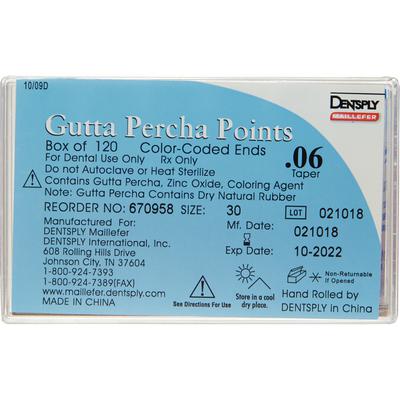 10/09D
DENTSPLY
MAILLEFER
Gutta Percha Points
Box of 120 Color-Coded Ends
For Dental Use Only Rx Only
Do not Autoclave or Heat Sterilize
.06
Taper
Contains Gutta Percha, Zinc Oxide, Coloring Agent
Note: Gutta Percha Contains Dry Natural Rubber
REORDER NO: 670958 SIZE: 30
LOT 021018
Manufactured For:
DENTSPLY Maillefer
DENTSPLY International, Inc.
608 Rolling Hills Drive
Johnson City, TN 37604
1-800-924-7393
1-800-924-7389(FAX)
www.maillefer.dentsply.com
MADE IN CHINA
Mf. Date: 021018
Exp Date: 10-2022
See Directions For Use
Store in a cool
dry place.
Non-Returnable
If Opened
Hand Rolled by
DENTSPLY in China